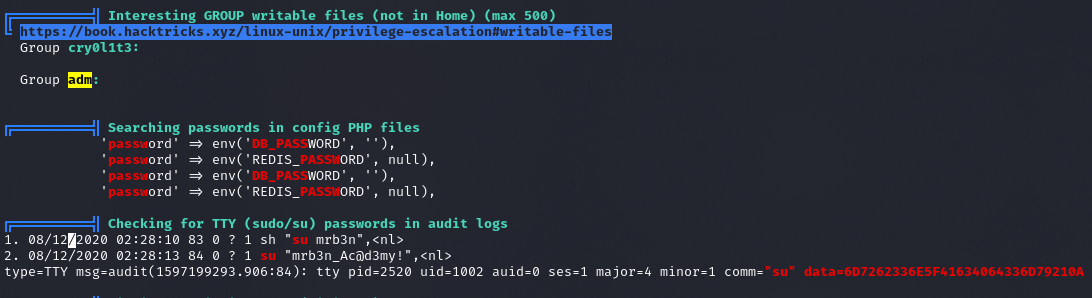 Interesting GROUP writable files (not in Home) (max 500)
https://book.hacktricks.xyz/linux-unix/privilege-escalation#writable-files
Group cry0l1t3:
Group adm:
Searching passwords in config PHP files
'password' => env('DB_PASSWORD', ''),
'password' => env('REDIS_PASSWORD', null),
'password' => env('DB_PASSWORD', ''),
'password' => env('REDIS_PASSWORD', null),
Checking for TTY (sudo/su) passwords in audit logs
1. 08/12/2020 02:28:10 83 0 ? 1 sh "su mrb3n",<nl>
2. 08/12/2020 02:28:13 84 0 ? 1 su "mrb3n_Ac@d3my!",<nl>
type=TTY msg=audit(1597199293.906:84): tty pid=2520 uid=1002 auid=0 ses=1 major=4 minor=1 comm="su" data=6D7262336E5F41634064336D79210A